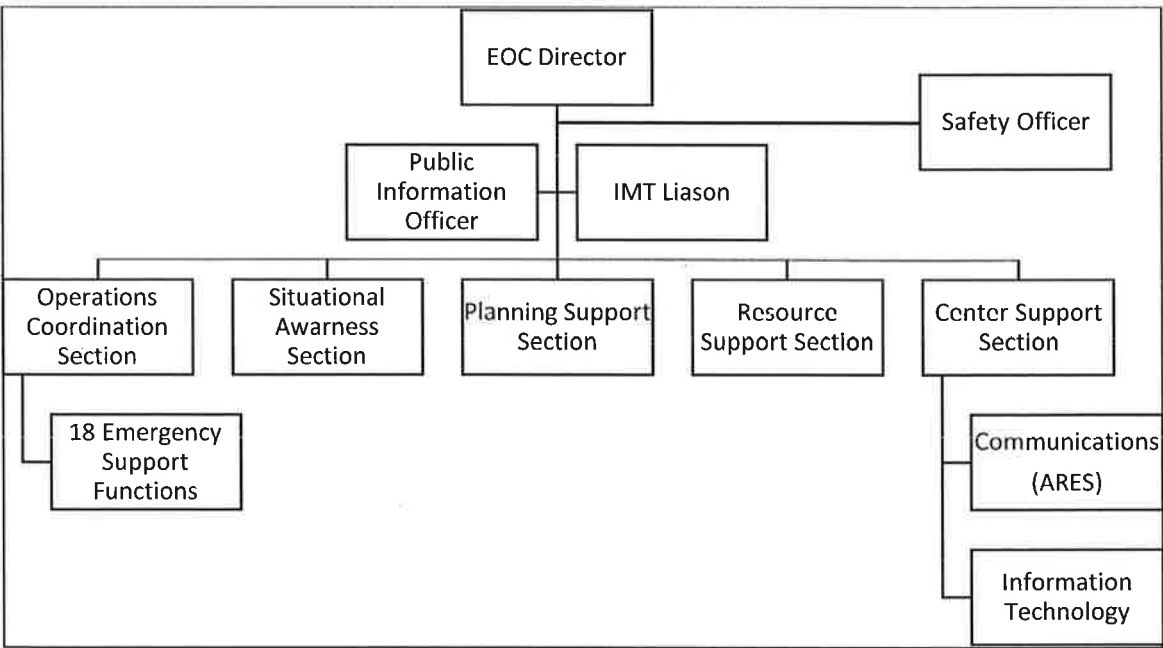 EOC Director
Safety Officer
Public
Information
Officer
IMT Liason
Operations
Coordination
Section
Situational
Awarness
Section
Planning Support
Section
Resource
Support Section
Center Support
Section
18 Emergency
Support
Functions
Communications
(ARES)
Information
Technology